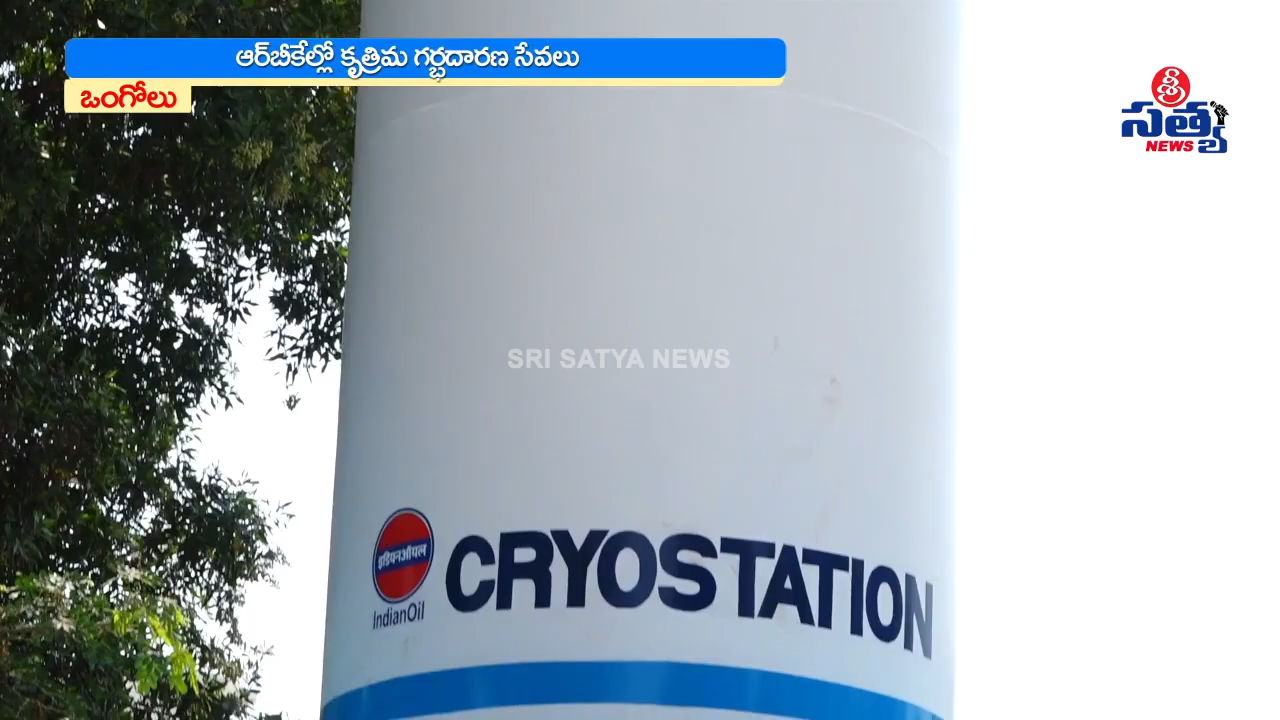 ఆర్‌బీకేల్లో కృత్రిమ గర్భదారణ సేవలు
ఒంగోలు
శ్రీ
సత్య
NEWS
SRI SATYA NEWS
इंडियनऑयल
IndianOil
CRYOSTATION